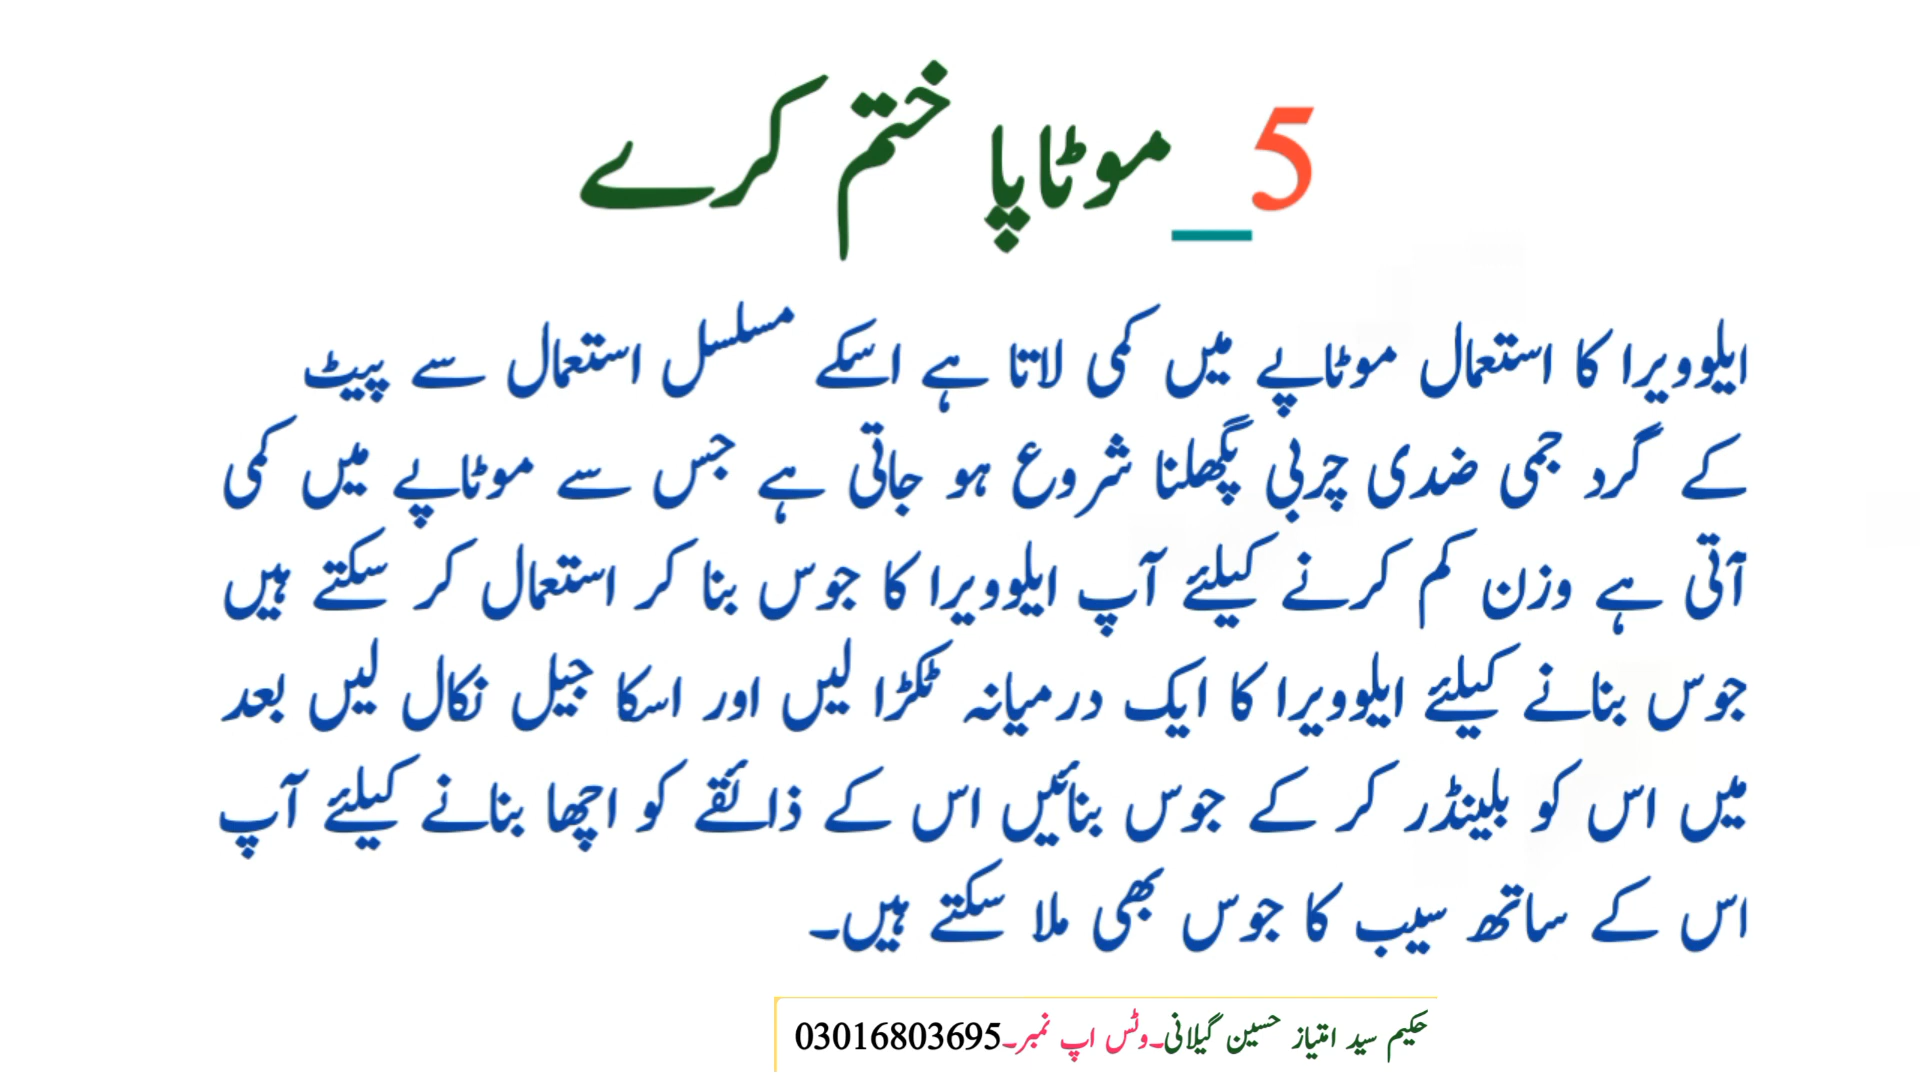 5_موٹاپا ختم کرے
ایلوویرا کا استعمال موٹاپے میں کمی لاتا ہے اسکے مسلسل استعمال سے پیٹ
کے گرد جمی ضدی چربی پگھلنا شروع ہو جاتی ہے جس سے موٹاپے میں کمی
آتی ہے وزن کم کرنے کیلئے آپ ایلوویرا کا جوس بنا کر استعمال کر سکتے ہیں
جوس بنانے کیلئے ایلوویرا کا ایک درمیانہ ٹکڑا لیں اور اسکا جیل نکال لیں بعد
میں اس کو بلینڈر کر کے جوس بنائیں اس کے ذائقے کو اچھا بنانے کیلئے آپ
اس کے ساتھ سیب کا جوس بھی ملا سکتے ہیں۔
حکیم سید امتیاز حسین گیلانی۔وٹس اپ نمبر۔03016803695